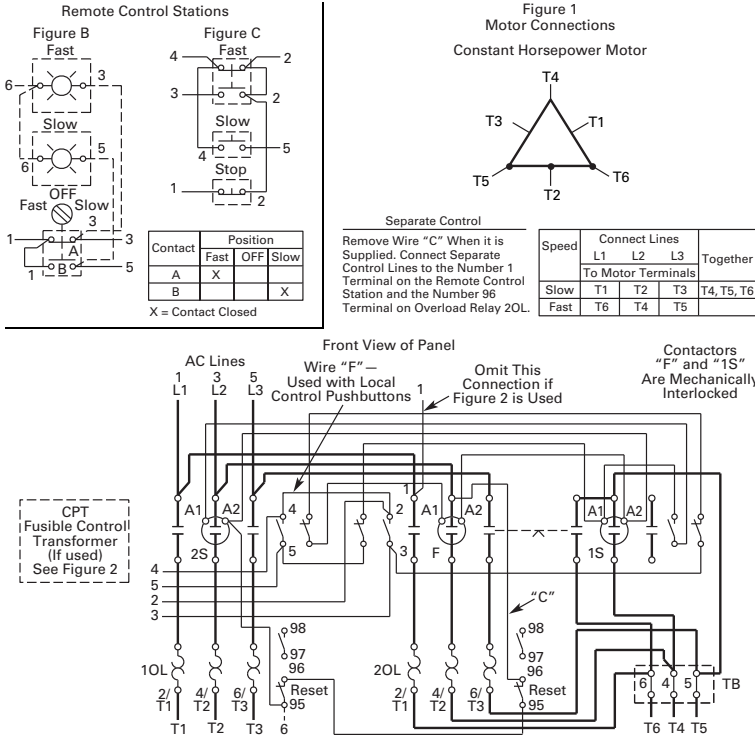 Remote Control Stations
Figure B
Fast
6
3
Slow
6
5
OFF
Fast
Slow
3
1
A
3
1
B
5
Figure C
Fast
4
2
3
2
Slow
4
5
Stop
1
2
Contact
Position
Fast
OFF
Slow
A
X
B
X
X = Contact Closed
Figure 1
Motor Connections
Constant Horsepower Motor
T4
T3
T1
T5
T2
T6
Separate Control
Remove Wire "C" When it is
Supplied. Connect Separate
Control Lines to the Number 1
Terminal on the Remote Control
Station and the Number 96
Terminal on Overload Relay 2OL.
Speed
Connect Lines
L1 L2 L3
To Motor Terminals
Together
Slow T1 T2 T3 T4, T5, T6
Fast T6 T4 T5
Front View of Panel
AC Lines
1 3 5
L1 L2 L3
Wire "F"—
Used with Local
Control Pushbuttons
1
Omit This
Connection if
Figure 2 is Used
Contactors
"F" and "1S"
Are Mechanically
Interlocked
CPT
Fusible Control
Transformer
(If used)
See Figure 2
A1
A2
2S
4
5
2
3
1
A1
A2
F
A1
A2
1S
4
5
2
3
"C"
98
97
96
Reset
95
6
98
97
96
Reset
95
1OL
2/
T1
4/
T2
6/
T3
2OL
2/
T1
4/
T2
6/
T3
6 4 5
TB
T1 T2 T3
T6 T4 T5